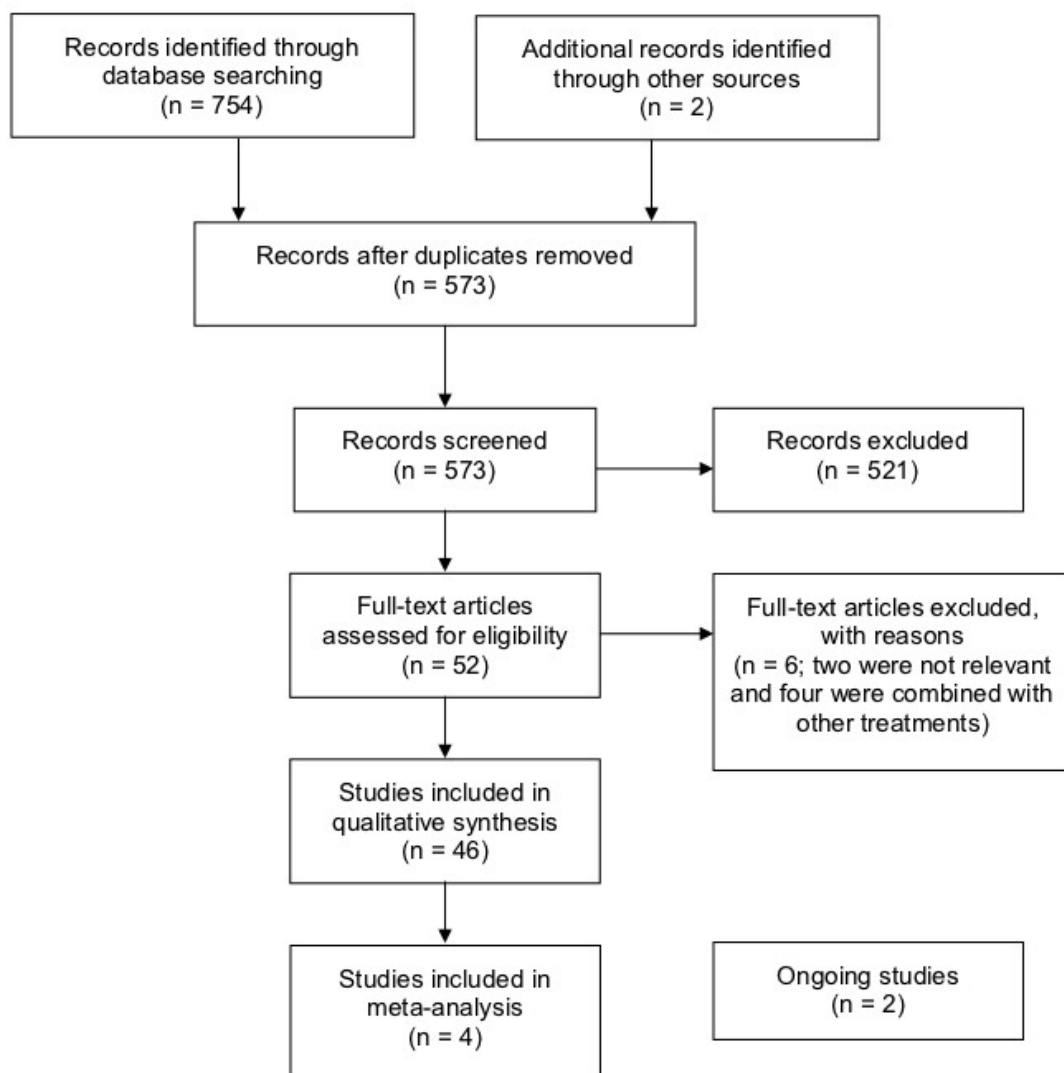 Records identified through
database searching
(n = 754)
Additional records identified
through other sources
(n = 2)
Records after duplicates removed
(n = 573)
Records screened
(n = 573)
Records excluded
(n = 521)
Full-text articles
assessed for eligibility
(n = 52)
Full-text articles excluded,
with reasons
(n = 6; two were not relevant
and four were combined with
other treatments)
Studies included in
qualitative synthesis
(n = 46)
Studies included in
meta-analysis
(n = 4)
Ongoing studies
(n = 2)